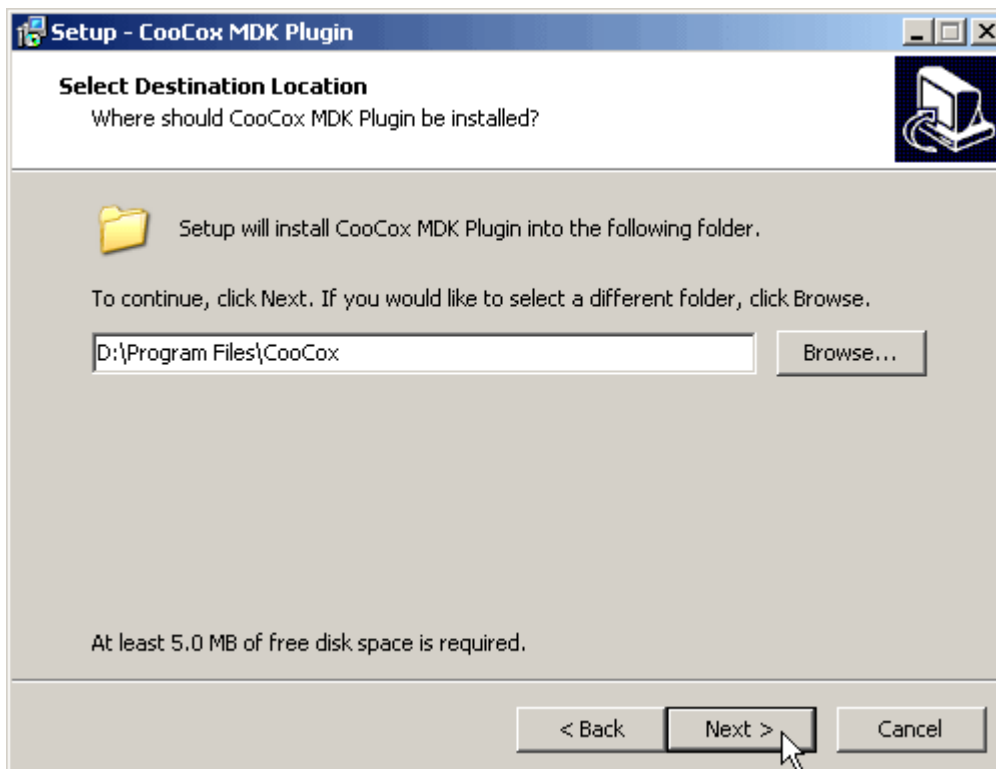 Setup - CooCox MDK Plugin
Select Destination Location
Where should CooCox MDK Plugin be installed?
Setup will install CooCox MDK Plugin into the following folder.
To continue, click Next. If you would like to select a different folder, click Browse.
D:\Program Files\CooCox
Browse...
At least 5.0 MB of free disk space is required.
< Back
Next >
Cancel